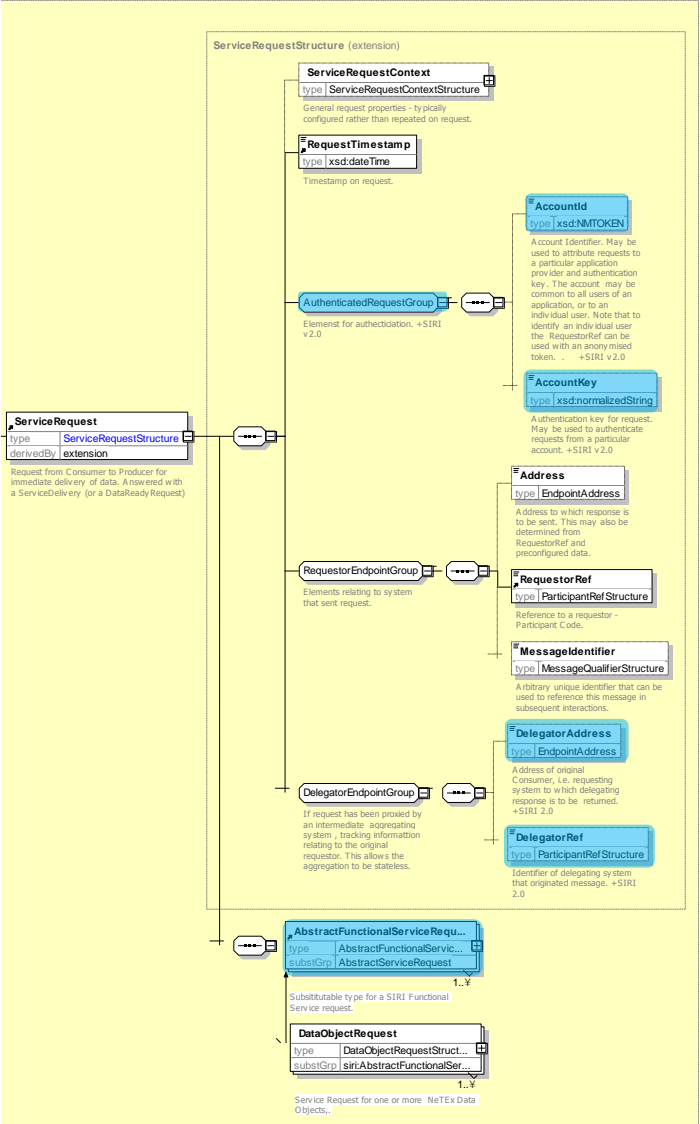 ServiceRequestStructure (extension)
ServiceRequestContext
type ServiceRequestContextStructure
General request properties - typically
configured rather than repeated on request.
RequestTimestamp
type xsd:dateTime
Timestamp on request.
AccountId
type xsd:NMTOKEN
Account Identifier. May be
used to attribute requests to
a particular application
provider and authentication
key. The account may be
common to all users of an
application, or to an
individual user. Note that to
identify an individual user
the RequestorRef can be
used with an anonymised
token. . +SIRI v2.0
AuthenticatedRequestGroup
Elemenst for authecticiation. +SIRI
v2.0
AccountKey
type xsd:normalizedString
Authentication key for request.
May be used to authenticate
requests from a particular
account. +SIRI v2.0
ServiceRequest
type ServiceRequestStructure
derivedBy extension
Request from Consumer to Producer for
immediate delivery of data. Answered with
a ServiceDelivery (or a DataReadyRequest)
Address
type EndpointAddress
Address to which response is
to be sent. This may also be
determined from
RequestorRef and
preconfigured data.
RequestorEndpointGroup
Elements relating to system
that sent request.
RequestorRef
type ParticipantRefStructure
Reference to a requestor -
Participant Code.
MessageIdentifier
type MessageQualifierStructure
Arbitrary unique identifier that can be
used to reference this message in
subsequent interactions.
DelegatorAddress
type EndpointAddress
Address of original
Consumer, i.e. requesting
system to which delegating
response is to be returned.
+SIRI 2.0
DelegatorEndpointGroup
If request has been proxied by
an intermediate aggregating
system , tracking informattion
relating to the original
requestor. This allows the
aggregation to be stateless.
DelegatorRef
type ParticipantRefStructure
Identifier of delegating system
that originated message. +SIRI
2.0
AbstractFunctionalServiceRequ...
type AbstractFunctionalServic...
substGrp AbstractServiceRequest
1..¥
Subsititutable type for a SIRI Functional
Service request.
DataObjectRequest
type DataObjectRequestStruct...
substGrp siri:AbstractFunctionalSer...
1..¥
Service Request for one or more NeTEx Data
Objects,.